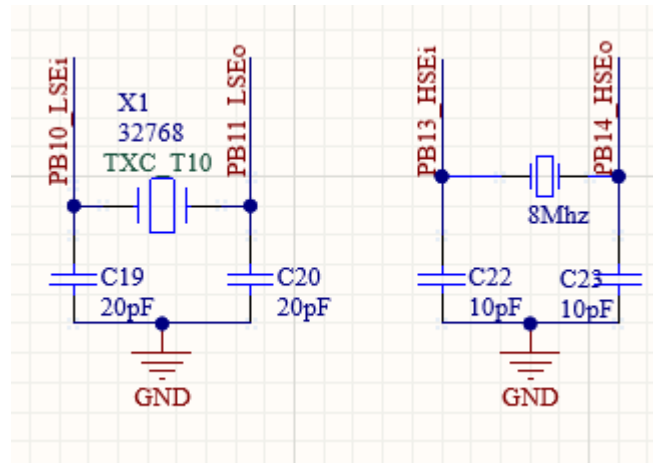 PB10_LSEi
X1
32768
TXC_T10
PB11_LSEo
C19
20pF
C20
20pF
GND
PB13_HSEi
PB14_HSEo
8Mhz
C22
10pF
C23
10pF
GND